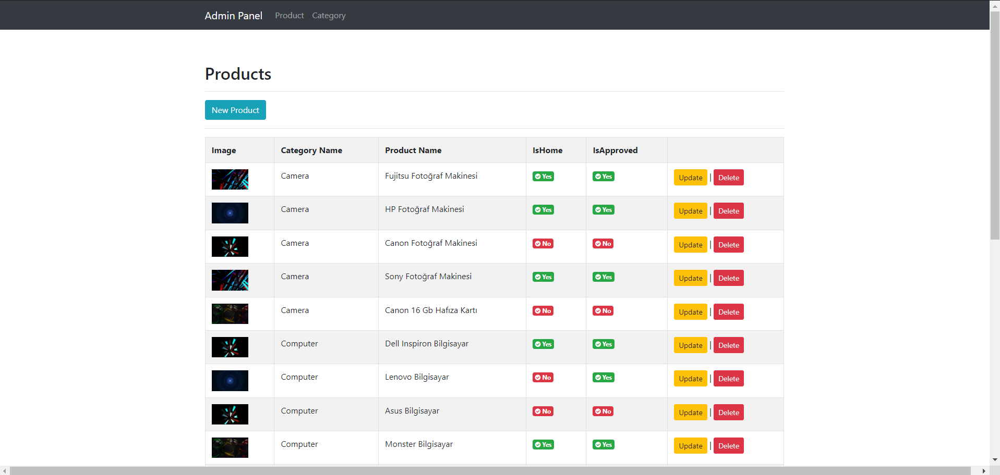 Admin Panel Product Category
Products
New Product
Image Category Name Product Name IsHome IsApproved
Camera Fujitsu Fotoğraf Makinesi Yes Yes Update | Delete
Camera HP Fotoğraf Makinesi Yes Yes Update | Delete
Camera Canon Fotoğraf Makinesi No No Update | Delete
Camera Sony Fotoğraf Makinesi Yes Yes Update | Delete
Camera Canon 16 Gb Hafıza Kartı No No Update | Delete
Computer Dell Inspiron Bilgisayar Yes Yes Update | Delete
Computer Lenovo Bilgisayar No Yes Update | Delete
Computer Asus Bilgisayar No No Update | Delete
Computer Monster Bilgisayar Yes Yes Update | Delete